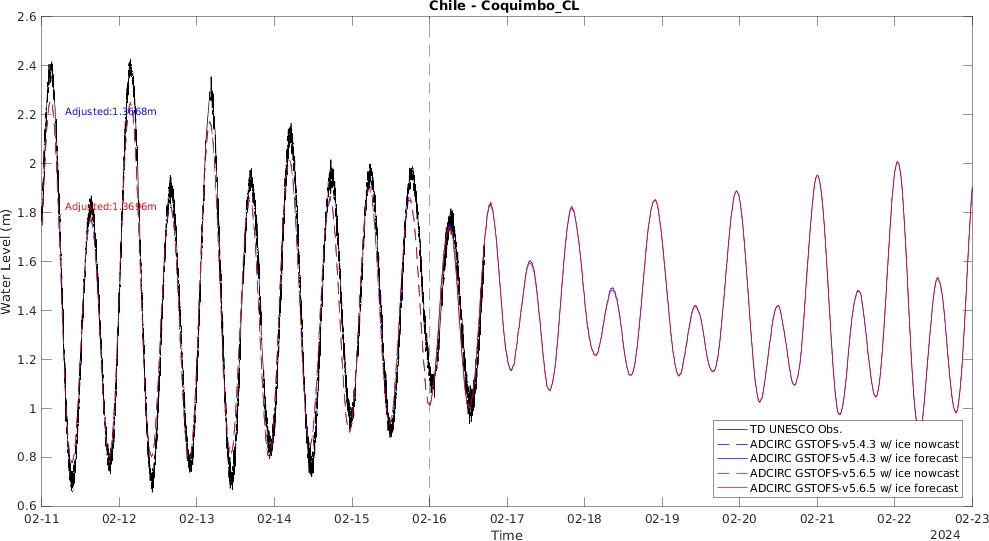 Chile - Coquimbo_CL
2.6
2.4
2.2
2
1.8
1.6
1.4
1.2
1
0.8
0.6
Water Level (m)
Adjusted:1.3668m
Adjusted:1.3696m
TD UNESCO Obs.
ADCIRC GSTOFS-v5.4.3 w/ ice nowcast
ADCIRC GSTOFS-v5.4.3 w/ ice forecast
ADCIRC GSTOFS-v5.6.5 w/ ice nowcast
ADCIRC GSTOFS-v5.6.5 w/ ice forecast
02-11 02-12 02-13 02-14 02-15 02-16 02-17 02-18 02-19 02-20 02-21 02-22 02-23
Time
2024